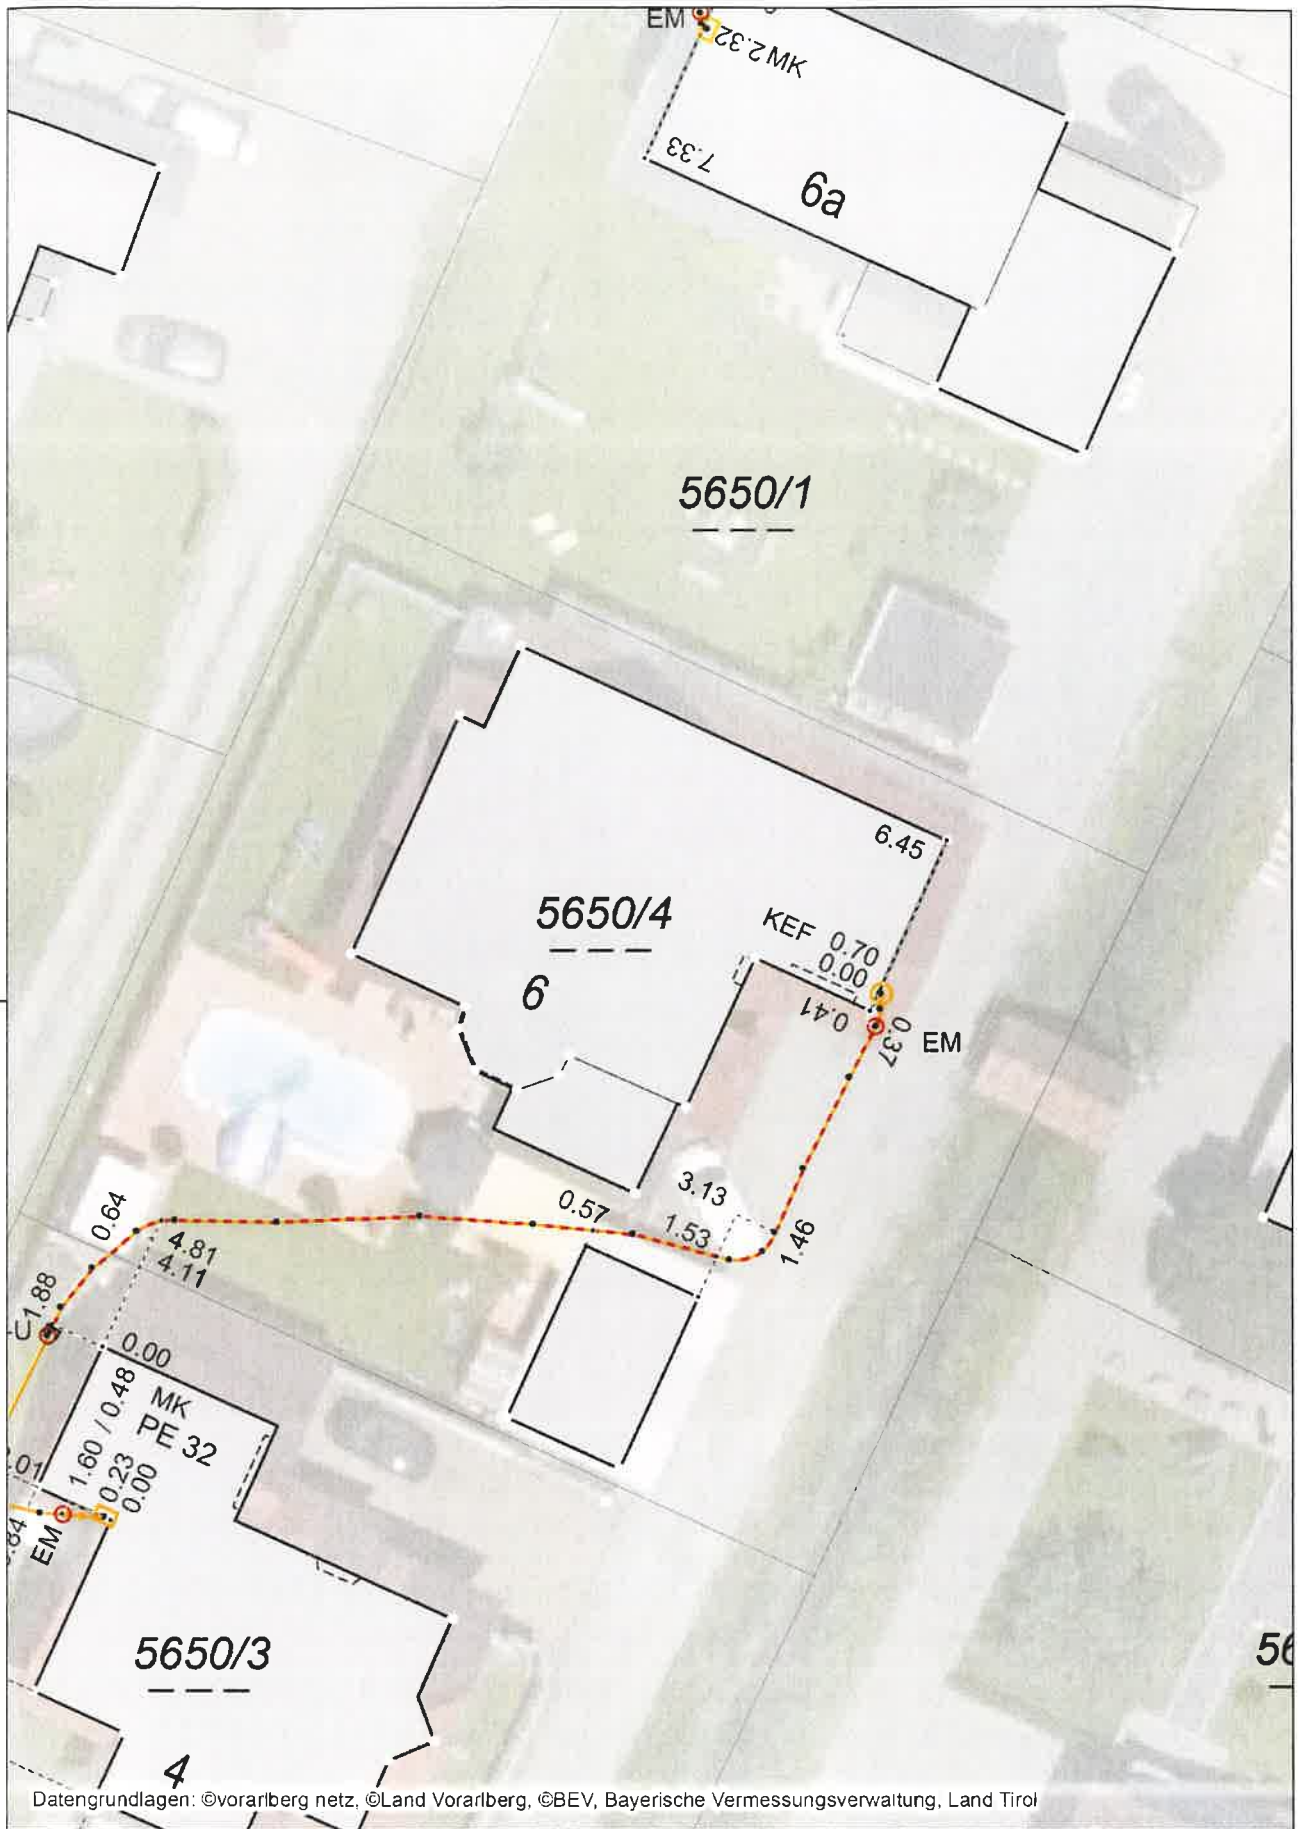 EM
KW 2.32
7.33
6a
5650/1
6.45
5650/4
KEF
0.70
0.00
6
0.41
0.37
EM
3.13
0.57
1.53
1.46
0.64
4.81
4.11
1.88
0.00
MK
PE 32
1.60 / 0.48
0.23
0.00
EM
5650/3
4
Datengrundlagen: ©vorarlberg netz, ©Land Vorarlberg, ©BEV, Bayerische Vermessungsverwaltung, Land Tirol